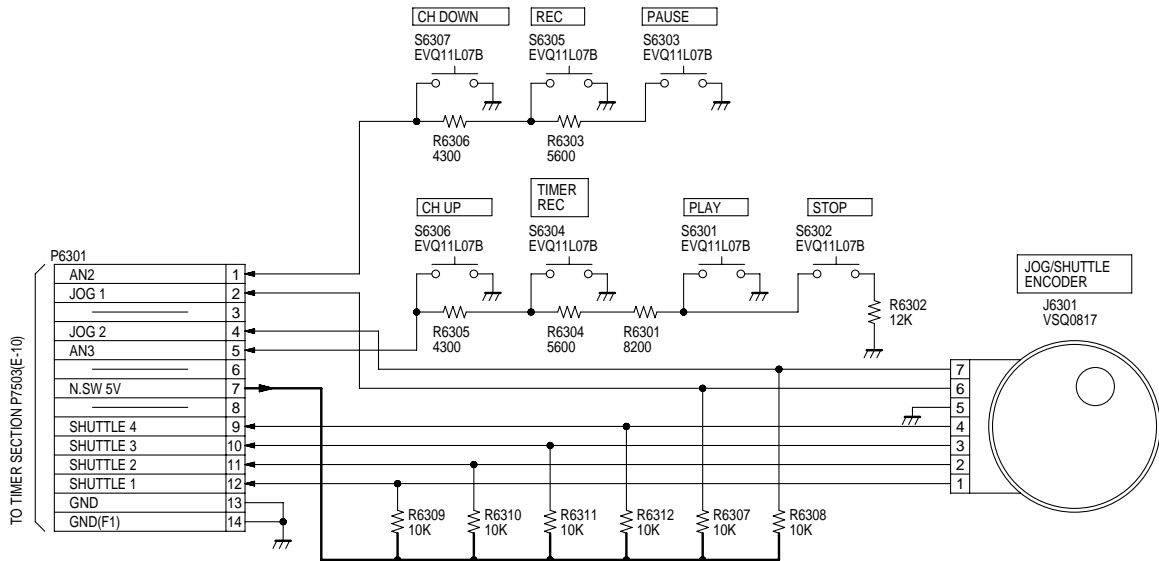 CH DOWN
REC
PAUSE
S6307
EVQ11L07B
S6305
EVQ11L07B
S6303
EVQ11L07B
R6306
4300
R6303
5600
CH UP
TIMER
REC
PLAY
STOP
S6306
EVQ11L07B
S6304
EVQ11L07B
S6301
EVQ11L07B
S6302
EVQ11L07B
R6305
4300
R6304
5600
R6301
8200
R6302
12K
JOG/SHUTTLE
ENCODER
J6301
VSQ0817
TO TIMER SECTION P7503(E-10)
P6301
AN2 1
JOG 1 2
3
JOG 2 4
AN3 5
6
N.SW 5V 7
8
SHUTTLE 4 9
SHUTTLE 3 10
SHUTTLE 2 11
SHUTTLE 1 12
GND 13
GND(F1) 14
7
6
5
4
3
2
1
R6309
10K
R6310
10K
R6311
10K
R6312
10K
R6307
10K
R6308
10K